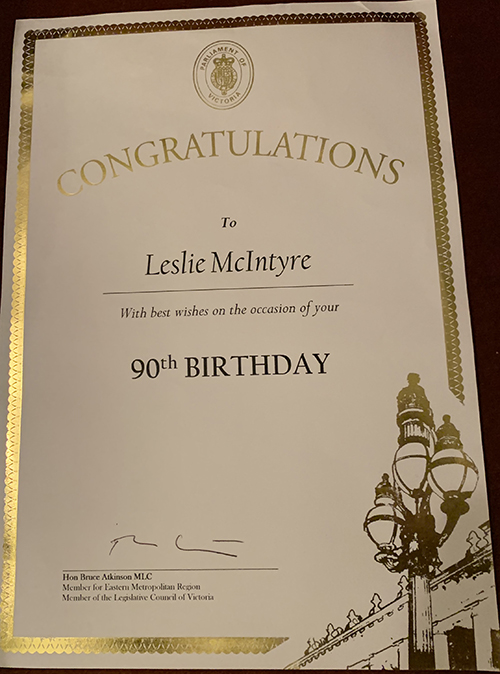 PARLIAMENT OF
VICTORIA
CONGRATULATIONS
To
Leslie McIntyre
With best wishes on the occasion of your
90th BIRTHDAY
Hon Bruce Atkinson MLC
Member for Eastern Metropolitan Region
Member of the Legislative Council of Victoria